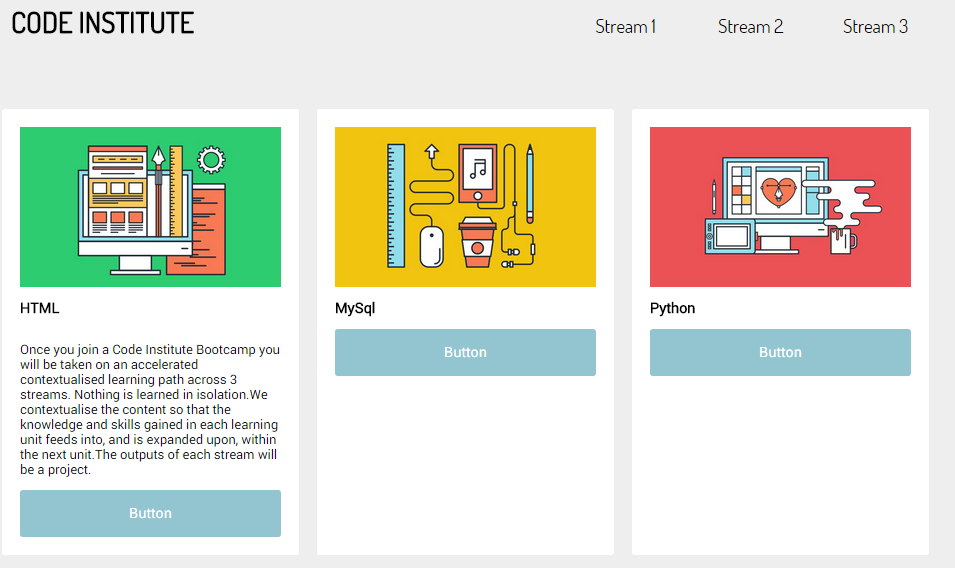 CODE INSTITUTE
Stream 1
Stream 2
Stream 3
HTML
Once you join a Code Institute Bootcamp you
will be taken on an accelerated
contextualised learning path across 3
streams. Nothing is learned in isolation.We
contextualise the content so that the
knowledge and skills gained in each learning
unit feeds into, and is expanded upon, within
the next unit.The outputs of each stream will
be a project.
Button
MySql
Button
Python
Button